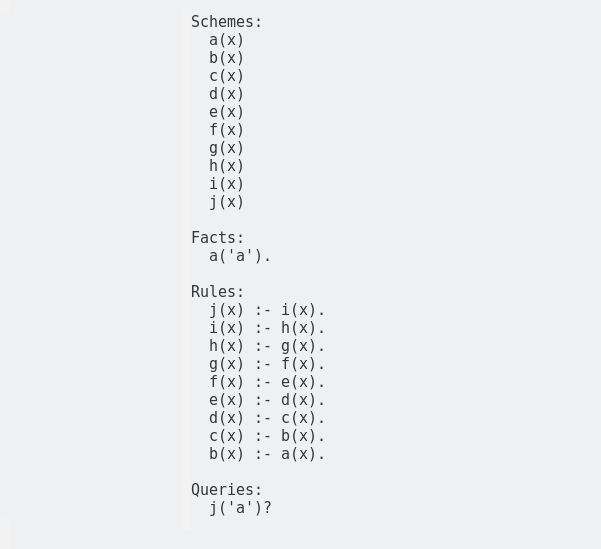 Schemes:
  a(x)
  b(x)
  c(x)
  d(x)
  e(x)
  f(x)
  g(x)
  h(x)
  i(x)
  j(x)

Facts:
  a('a').

Rules:
  j(x) :- i(x).
  i(x) :- h(x).
  h(x) :- g(x).
  g(x) :- f(x).
  f(x) :- e(x).
  e(x) :- d(x).
  d(x) :- c(x).
  c(x) :- b(x).
  b(x) :- a(x).

Queries:
  j('a')?